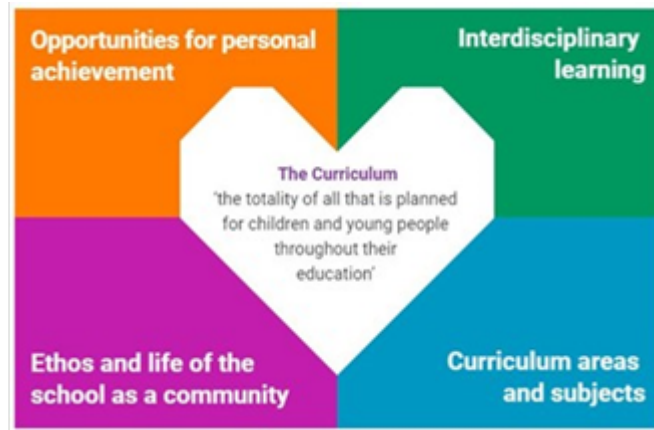 Opportunities for personal
achievement
Interdisciplinary
learning
The Curriculum
'the totality of all that is planned
for children and young people
throughout their
education'
Ethos and life of the
school as a community
Curriculum areas
and subjects